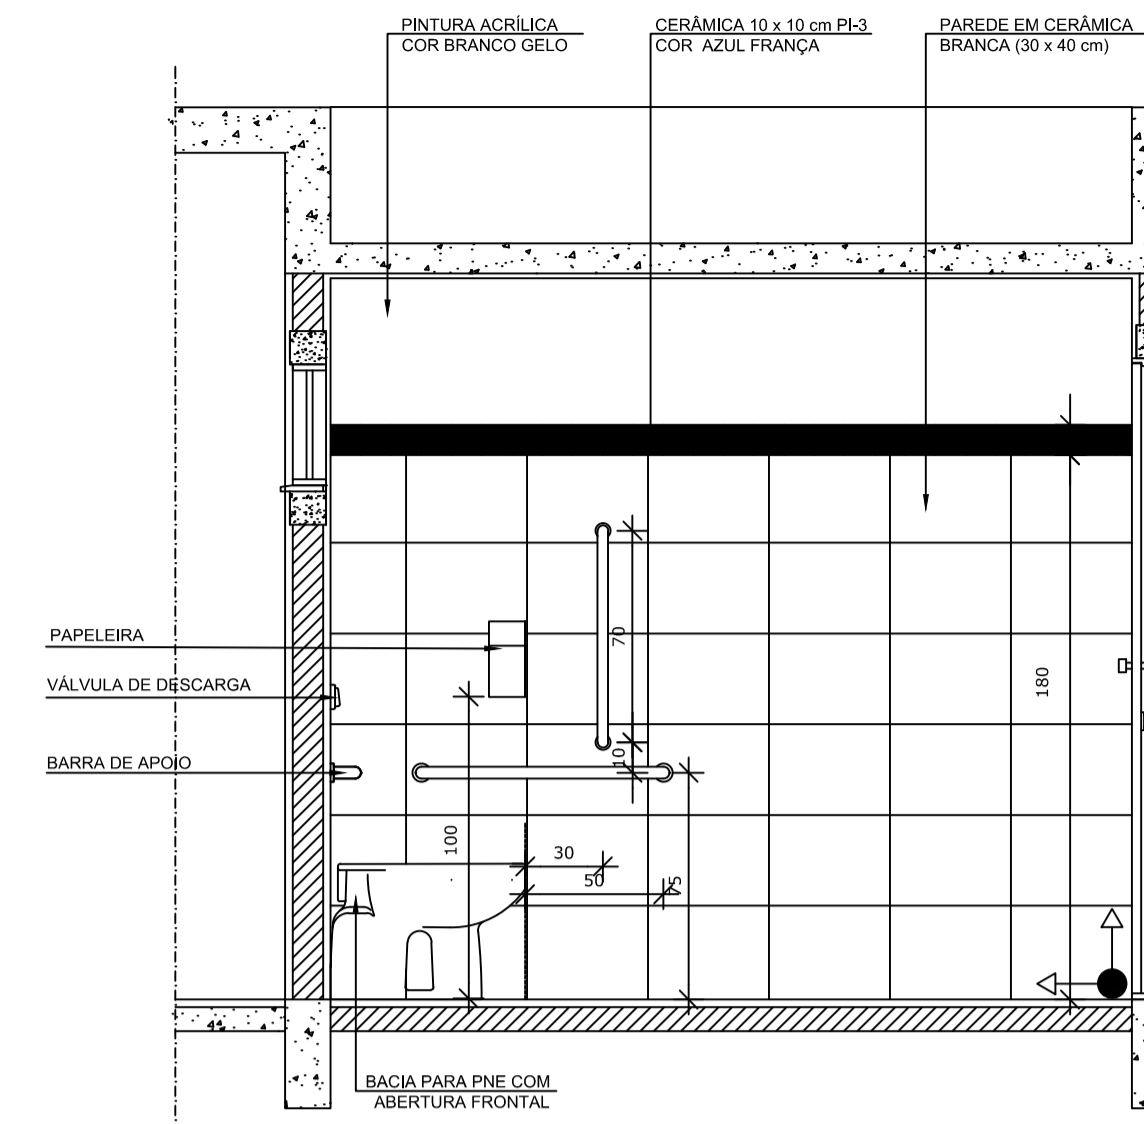 PINTURA ACRÍLICA
COR BRANCO GELO
CERÂMICA 10 x 10 cm PI-3
COR AZUL FRANÇA
PAREDE EM CERÂMICA
BRANCA (30 x 40 cm)
PAPELEIRA
VÁLVULA DE DESCARGA
BARRA DE APOIO
70
10
180
100
30
50
75
BACIA PARA PNE COM
ABERTURA FRONTAL